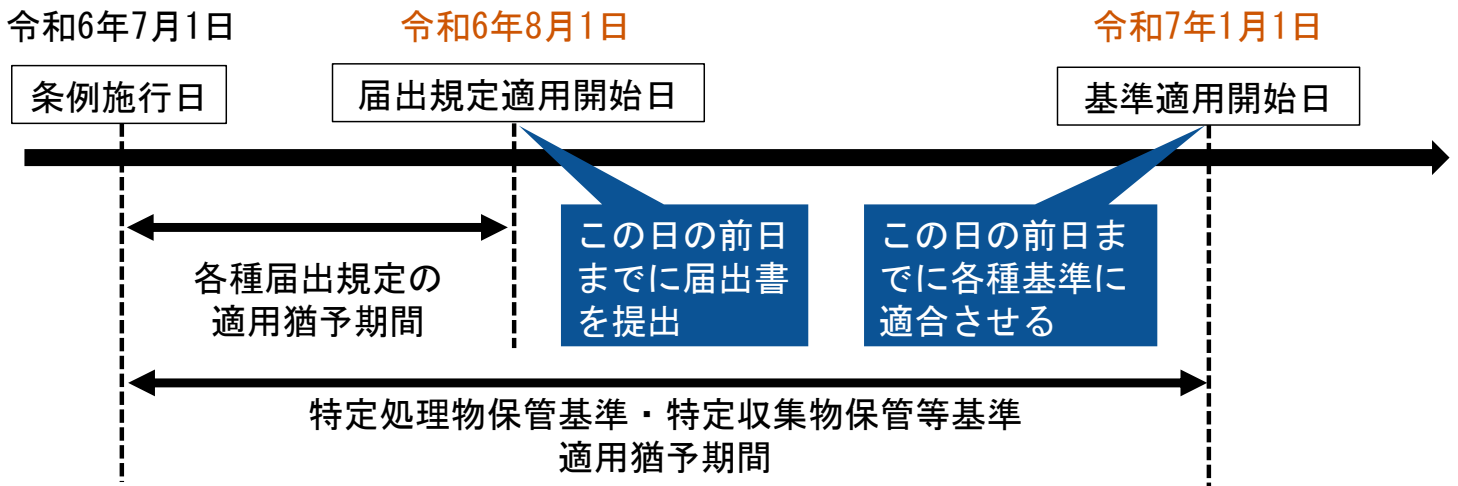 令和6年7月1日
令和6年8月1日
令和7年1月1日
条例施行日
届出規定適用開始日
基準適用開始日
この日の前日
までに届出書
を提出
この日の前日ま
でに各種基準に
適合させる
各種届出規定の
適用猶予期間
特定処理物保管基準・特定収集物保管等基準
適用猶予期間